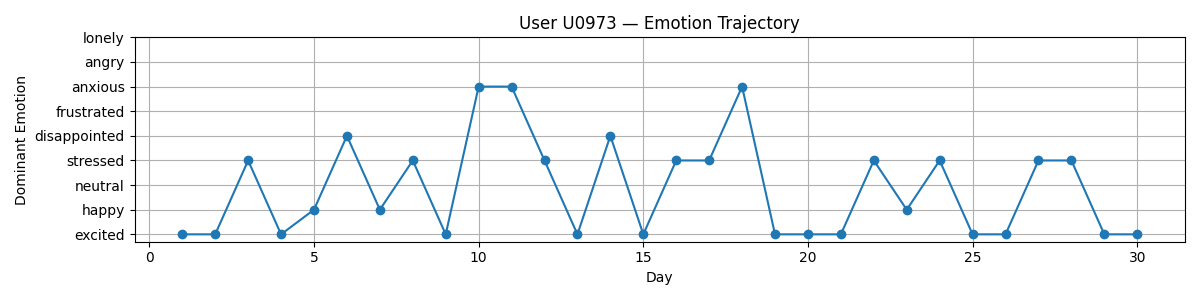 User U0973 — Emotion Trajectory
Dominant Emotion
lonely
angry
anxious
frustrated
disappointed
stressed
neutral
happy
excited
0 5 10 15 20 25 30
Day